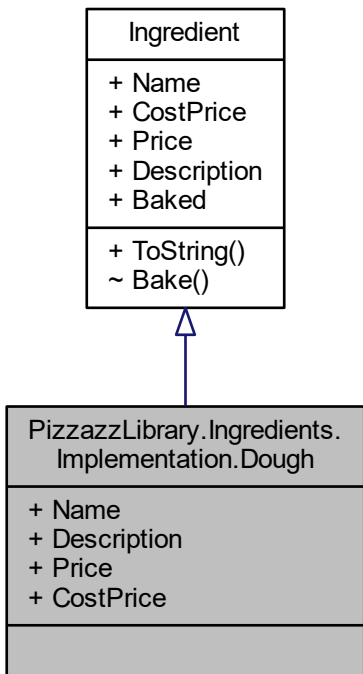 Ingredient
+ Name
+ CostPrice
+ Price
+ Description
+ Baked
+ ToString()
~ Bake()
PizzazzLibrary.Ingredients.
Implementation.Dough
+ Name
+ Description
+ Price
+ CostPrice